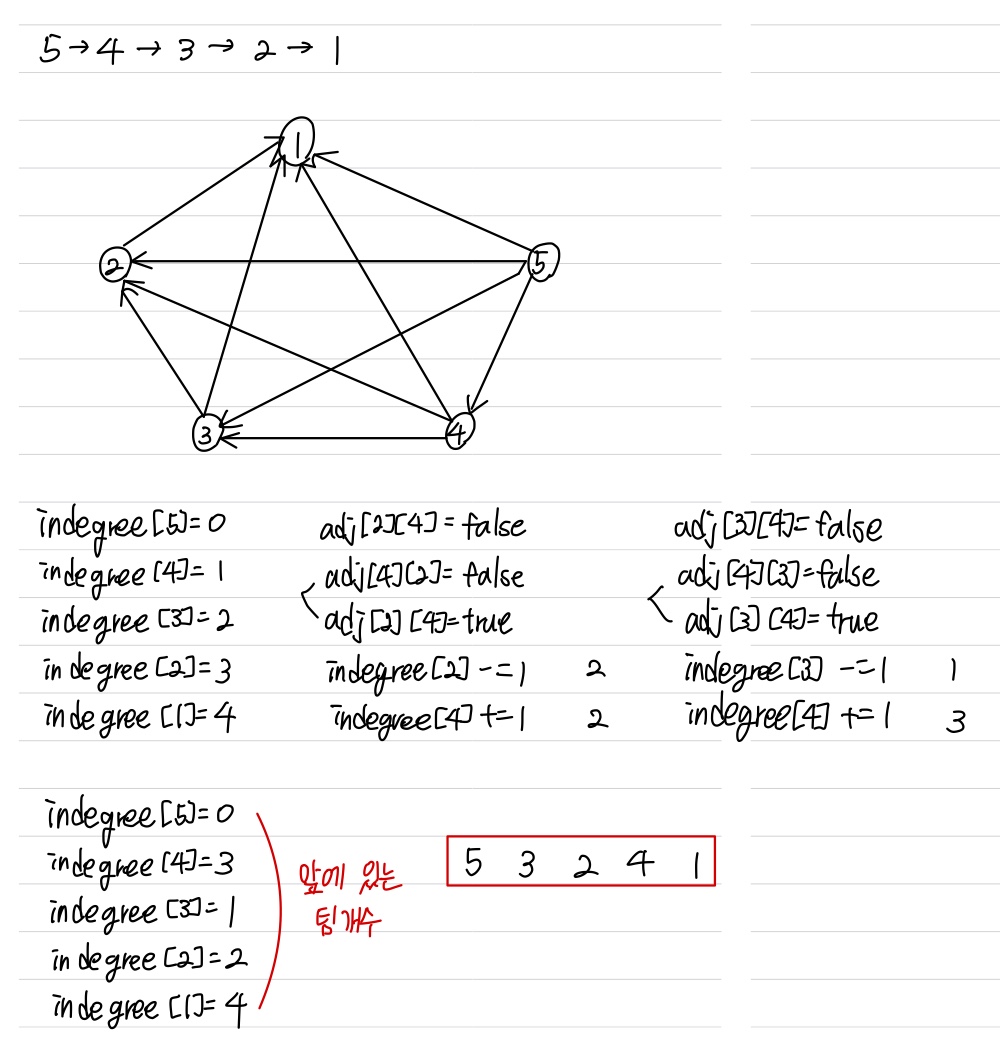 5→4→3→2→1
1
2
5
3
4
indegree[5]=0
indegree[4]=1
indegree[3]=2
indegree[2]=3
indegree[1]=4
adj[2][4]=false
adj[4][2]=false
adj[2][4]=true
indegree[2]-=1 2
indegree[4]+=1 2
adj[3][4]=false
adj[4][3]=false
adj[3][4]=true
indegree[3]-=1 1
indegree[4]+=1 3
indegree[5]=0
indegree[4]=3
indegree[3]=1
indegree[2]=2
indegree[1]=4
앞에 있는
팀개수
5 3 2 4 1